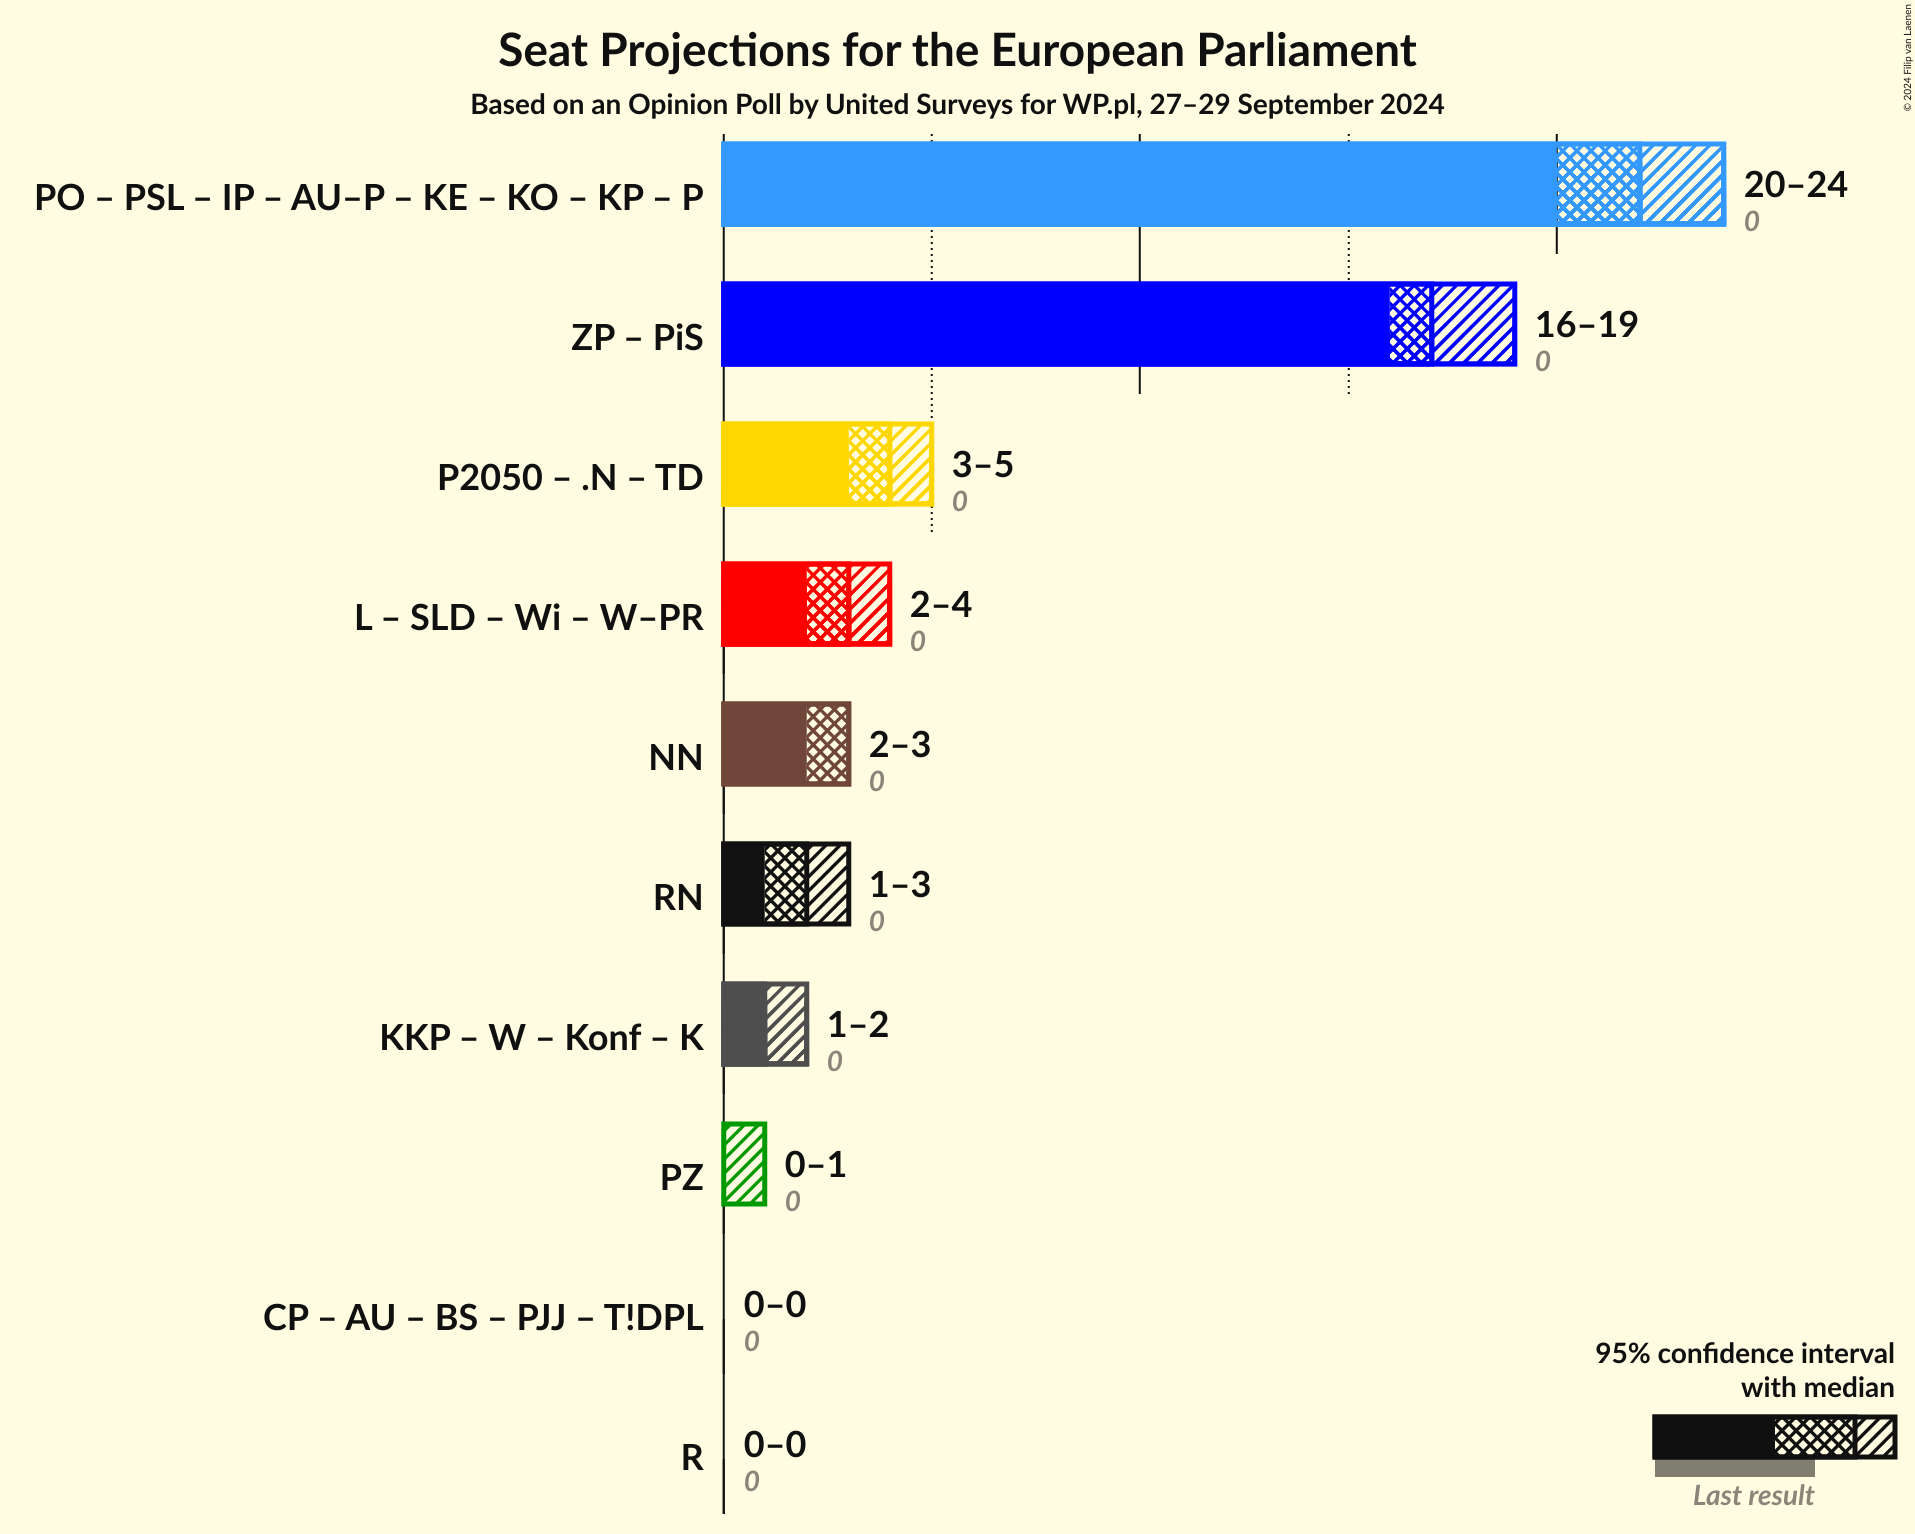 Seat Projections for the European Parliament
Based on an Opinion Poll by United Surveys for WP.pl, 27–29 September 2024
© 2024 Filip van Laenen
PO – PSL – IP – AU–P – KE – KO – KP – P
20–24
0
ZP – PiS
16–19
0
P2050 – .N – TD
3–5
0
L – SLD – Wi – W–PR
2–4
0
NN
2–3
0
RN
1–3
0
KKP – W – Konf – K
1–2
0
PZ
0–1
0
CP – AU – BS – PJJ – T!DPL
0–0
0
R
0–0
0
95% confidence interval
with median
Last result